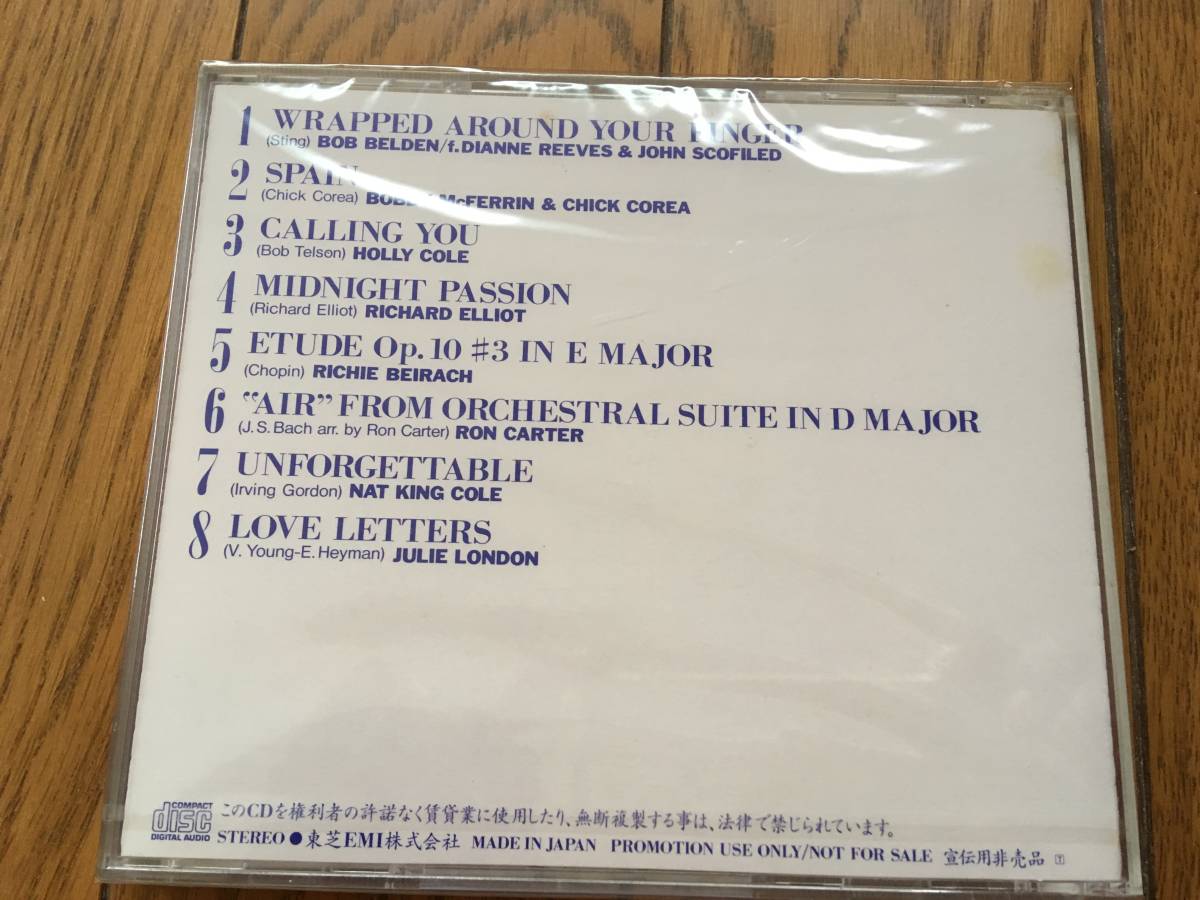 1 WRAPPED AROUND YOUR FINGER
(Sting) BOB BELDEN/f.DIANNE REEVES & JOHN SCOFILED
2 SPAIN
(Chick Corea) BOBBY McFERRIN & CHICK COREA
3 CALLING YOU
(Bob Telson) HOLLY COLE
4 MIDNIGHT PASSION
(Richard Elliot) RICHARD ELLIOT
5 ETUDE Op.10 #3 IN E MAJOR
(Chopin) RICHIE BEIRACH
6 “AIR” FROM ORCHESTRAL SUITE IN D MAJOR
(J.S.Bach arr. by Ron Carter) RON CARTER
7 UNFORGETTABLE
(Irving Gordon) NAT KING COLE
8 LOVE LETTERS
(V. Young-E.Heyman) JULIE LONDON
COMPACT
disc
DIGITAL AUDIO
このCDを権利者の許諾なく賃貸業に使用したり、無断複製する事は、法律で禁じられています。
STEREO ● 東芝EMI株式会社 MADE IN JAPAN PROMOTION USE ONLY/NOT FOR SALE 宣伝用非売品 T